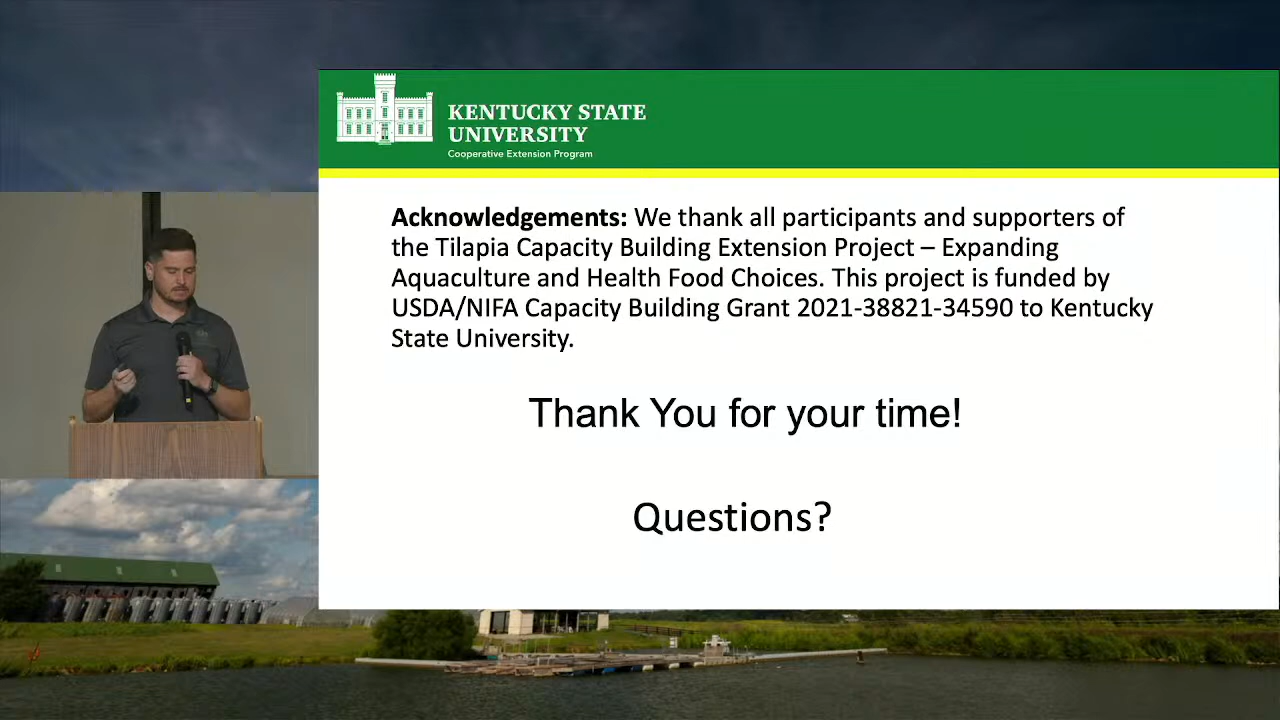 KENTUCKY STATE
UNIVERSITY
Cooperative Extension Program
Acknowledgements: We thank all participants and supporters of
the Tilapia Capacity Building Extension Project – Expanding
Aquaculture and Health Food Choices. This project is funded by
USDA/NIFA Capacity Building Grant 2021-38821-34590 to Kentucky
State University.
Thank You for your time!
Questions?